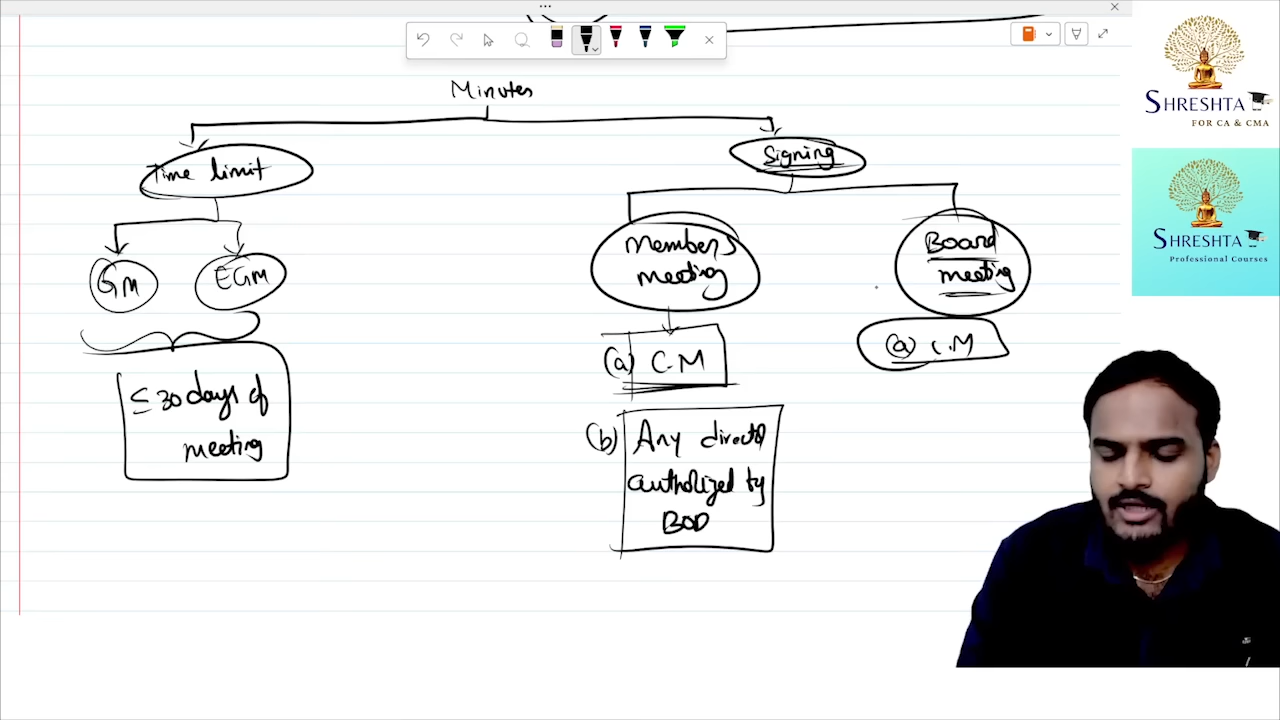 Minutes
Time limit
Signing
GM
EGM
Members
meeting
Board
meeting
(a) C.M
(a) C.M
≤ 30 days of
meeting
(b) Any director
authorized by
BOD
SHRESHTA
FOR CA & CMA
SHRESHTA
Professional Courses